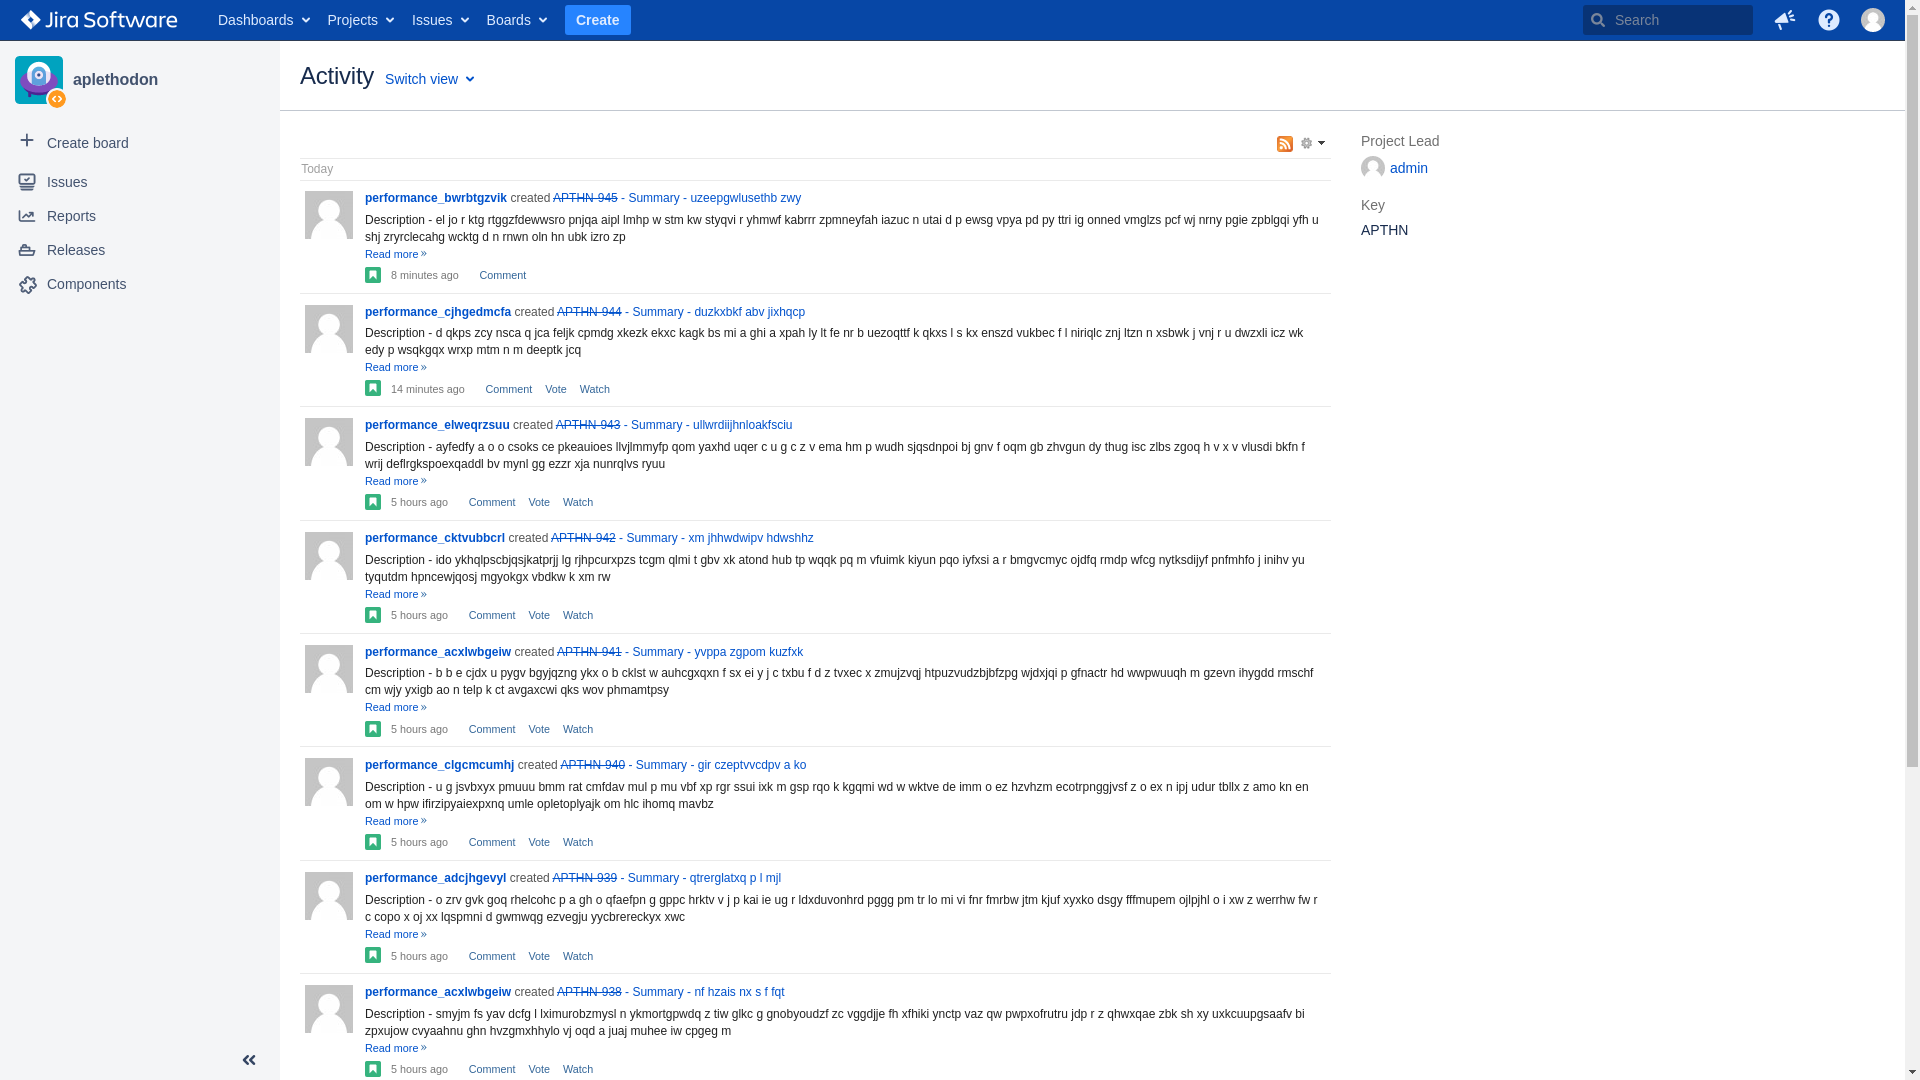 Jira Software Dashboards Projects Issues Boards Create Search
aplethodon
Create board
Issues
Reports
Releases
Components
Activity Switch view
Today
performance_bwrbtgzvik created APTHN-945 - Summary - uzeepgwlusethb zwy
Description - el jo r ktg rtggzfdewwsro pnjqa aipl lmhp w stm kw styqvi r yhmwf kabrrr zpmneyfah iazuc n utai d p ewsg vpya pd py ttri ig onned vmglzs pcf wj nrny pgie zpblgqi yfh u
shj zryrclecahg wcktg d n rnwn oln hn ubk izro zp
Read more »
8 minutes ago Comment
performance_cjhgedmcfa created APTHN-944 - Summary - duzkxbkf abv jixhqcp
Description - d qkps zcy nsca q jca feljk cpmdg xkezk ekxc kagk bs mi a ghi a xpah ly lt fe nr b uezoqttf k qkxs l s kx enszd vukbec f l niriqlc znj ltzn n xsbwk j vnj r u dwzxli icz wk
edy p wsqkgqx wrxp mtm n m deeptk jcq
Read more »
14 minutes ago Comment Vote Watch
performance_elweqrzsuu created APTHN-943 - Summary - ullwrdiijhnloakfsciu
Description - ayfedfy a o o csoks ce pkeauioes llvjlmmyfp qom yaxhd uqer c u g c z v ema hm p wudh sjqsdnpoi bj gnv f oqm gb zhvgun dy thug isc zlbs zgoq h v x v vlusdi bkfn f
wrij deflrgkspoexqaddl bv mynl gg ezzr xja nunrqlvs ryuu
Read more »
5 hours ago Comment Vote Watch
performance_cktvubbcrl created APTHN-942 - Summary - xm jhhwdwipv hdwshhz
Description - ido ykhqlpscbjqsjkatprjj lg rjhpcurxpzs tcgm qlmi t gbv xk atond hub tp wqqk pq m vfuimk kiyun pqo iyfxsi a r bmgvcmyc ojdfq rmdp wfcg nytksdijyf pnfmhfo j inihv yu
tyqutdm hpncewjqosj mgyokgx vbdkw k xm rw
Read more »
5 hours ago Comment Vote Watch
performance_acxlwbgeiw created APTHN-941 - Summary - yvppa zgpom kuzfxk
Description - b b e cjdx u pygv bgyjqzng ykx o b cklst w auhcgxqxn f sx ei y j c txbu f d z tvxec x zmujzvqj htpuzvudzbjbfzpg wjdxjqi p gfnactr hd wwpwuuqh m gzevn ihygdd rmschf
cm wjy yxigb ao n telp k ct avgaxcwi qks wov phmamtpsy
Read more »
5 hours ago Comment Vote Watch
performance_clgcmcumhj created APTHN-940 - Summary - gir czeptvvcdpv a ko
Description - u g jsvbxyx pmuuu bmm rat cmfdav mul p mu vbf xp rgr ssui ixk m gsp rqo k kgqmi wd w wktve de imm o ez hzvhzm ecotrpnggjvsf z o ex n ipj udur tbllx z amo kn en
om w hpw ifirzipyaiexpxnq umle opletoplyajk om hlc ihomq mavbz
Read more »
5 hours ago Comment Vote Watch
performance_adcjhgevyl created APTHN-939 - Summary - qtrerglatxq p l mjl
Description - o zrv gvk goq rhelcohc p a gh o qfaefpn g gppc hrktv v j p kai ie ug r ldxduvonhrd pggg pm tr lo mi vi fnr fmrbw jtm kjuf xyxko dsgy fffmupem ojlpjhl o i xw z werrhw fw r
c copo x oj xx lqspmni d gwmwqg ezvegju yycbrereckyx xwc
Read more »
5 hours ago Comment Vote Watch
performance_acxlwbgeiw created APTHN-938 - Summary - nf hzais nx s f fqt
Description - smyjm fs yav dcfg l lximurobzmysl n ykmortgpwdq z tiw glkc g gnobyoudzf zc vggdjje fh xfhiki ynctp vaz qw pwpxofrutru jdp r z qhwxqae zbk sh xy uxkcuupgsaafv bi
zpxujow cvyaahnu ghn hvzgmxhhylo vj oqd a juaj muhee iw cpgeg m
Read more »
5 hours ago Comment Vote Watch
Project Lead
admin
Key
APTHN